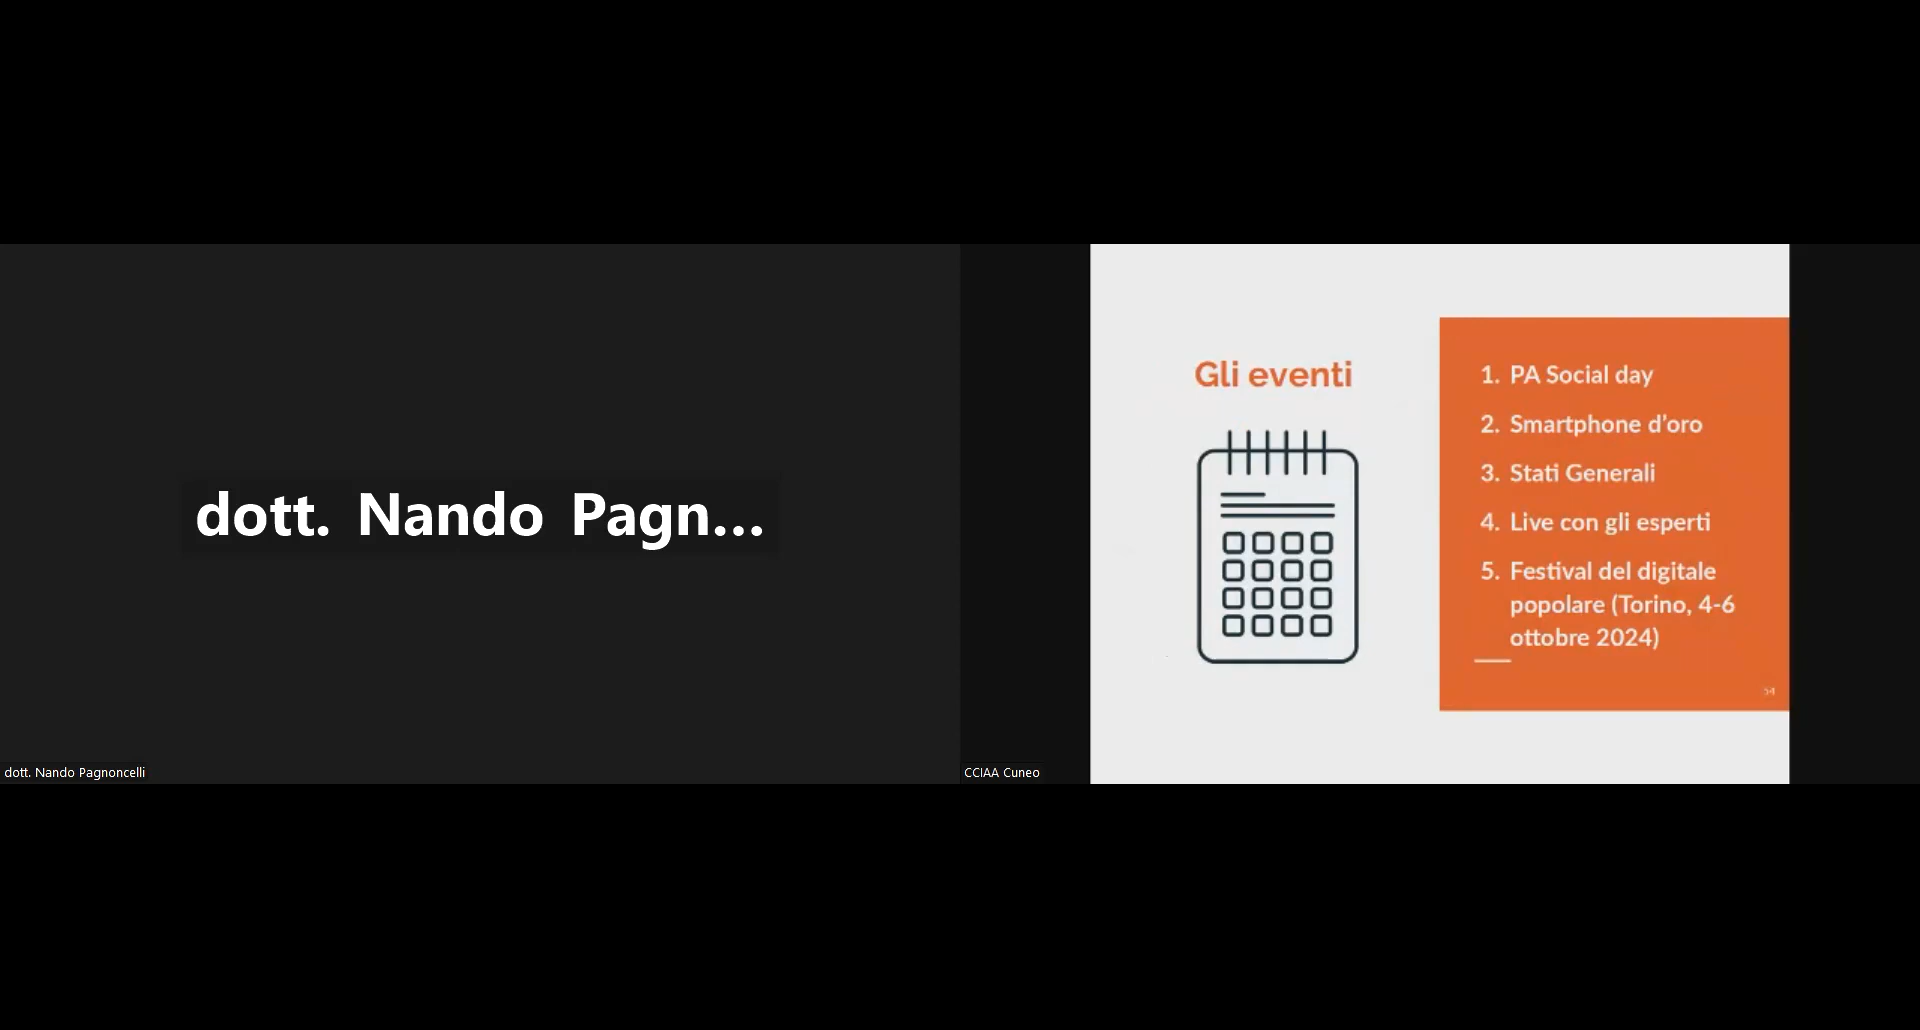 dott. Nando Pagn...
dott. Nando Pagnoncelli
Gli eventi
1. PA Social day
2. Smartphone d'oro
3. Stati Generali
4. Live con gli esperti
5. Festival del digitale
popolare (Torino, 4-6
ottobre 2024)
CCIAA Cuneo